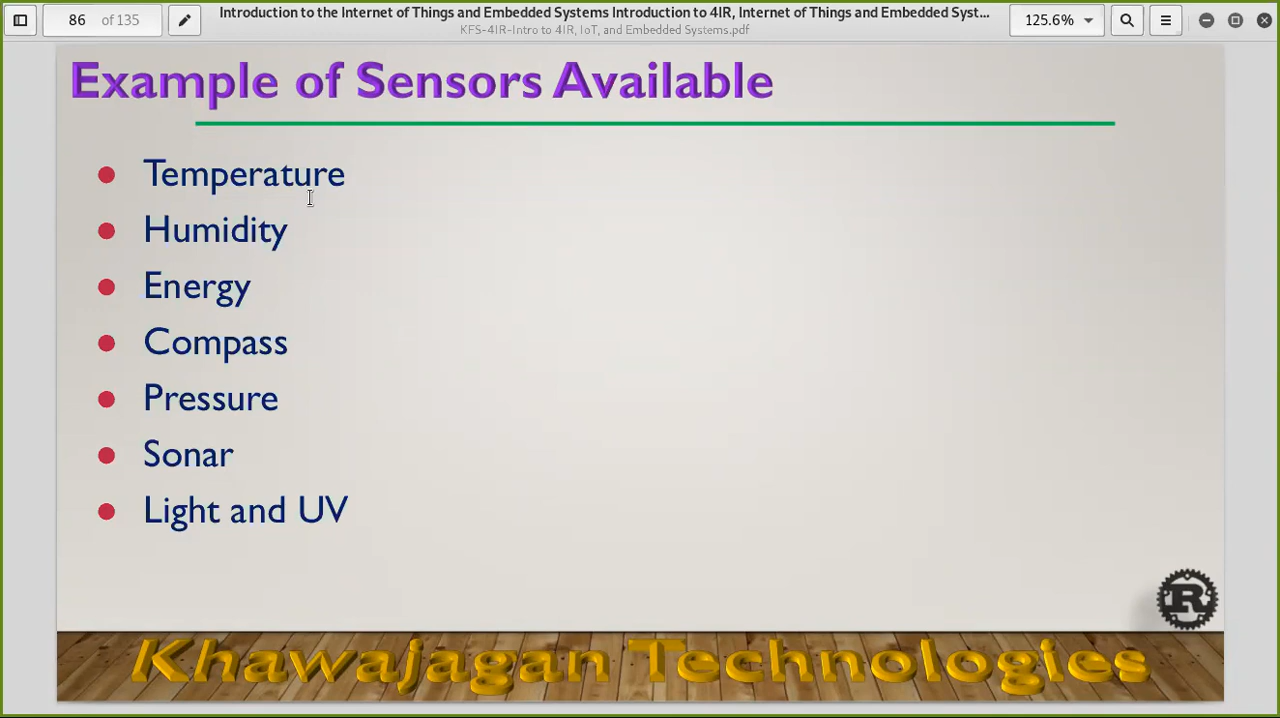 86 of 135
Introduction to the Internet of Things and Embedded Systems Introduction to 4IR, Internet of Things and Embedded Syst...
KFS-4IR-Intro to 4IR, IoT, and Embedded Systems.pdf
125.6%
Example of Sensors Available
Temperature
Humidity
Energy
Compass
Pressure
Sonar
Light and UV
R
Khawajagan Technologies